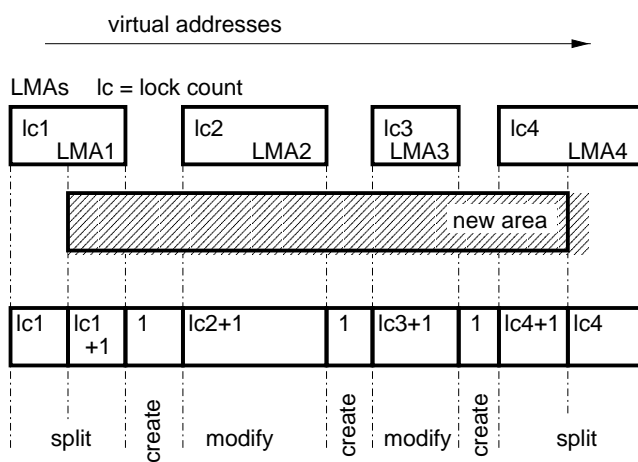 virtual addresses
LMAs lc = lock count
lc1 lc2 lc3 lc4
LMA1 LMA2 LMA3 LMA4
new area
lc1 lc1 1 lc2+1 1 lc3+1 1 lc4+1 lc4
+1
split create modify create modify create split